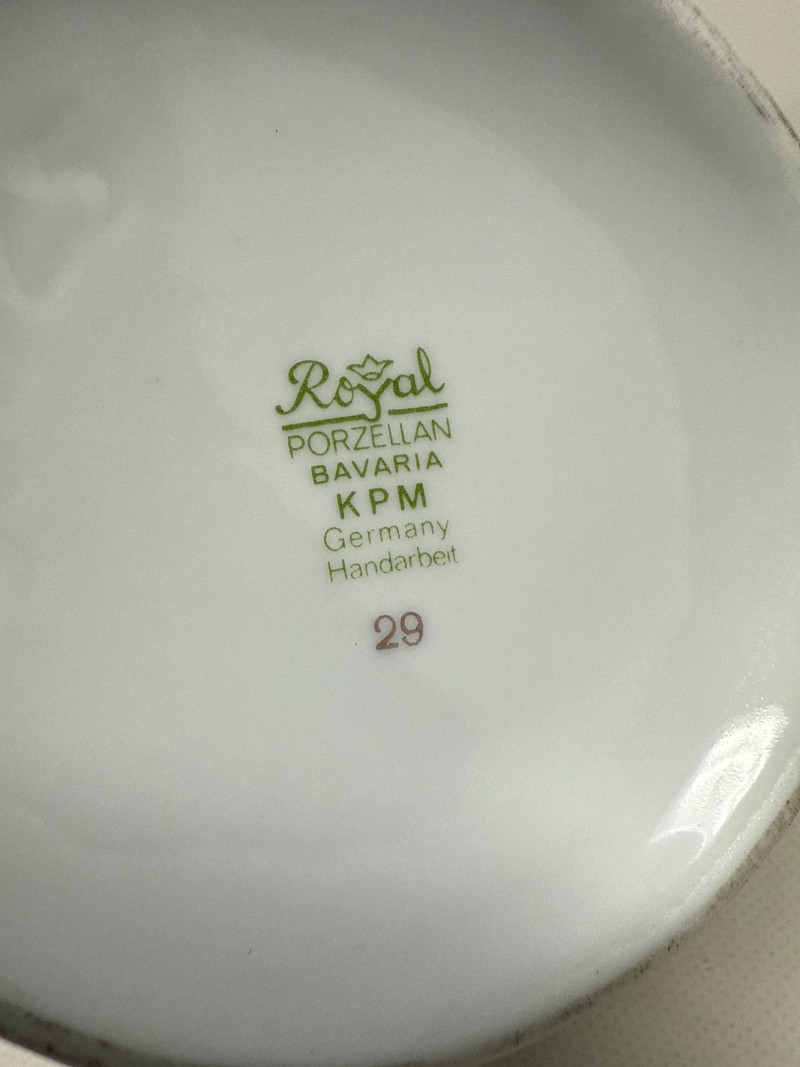 Royal
PORZELLAN
BAVARIA
KPM
Germany
Handarbeit
29